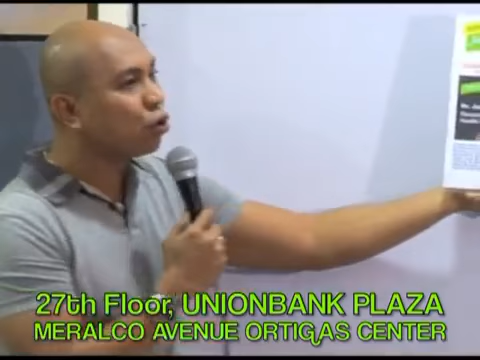 27th Floor, UNIONBANK PLAZA
MERALCO AVENUE ORTIGAS CENTER